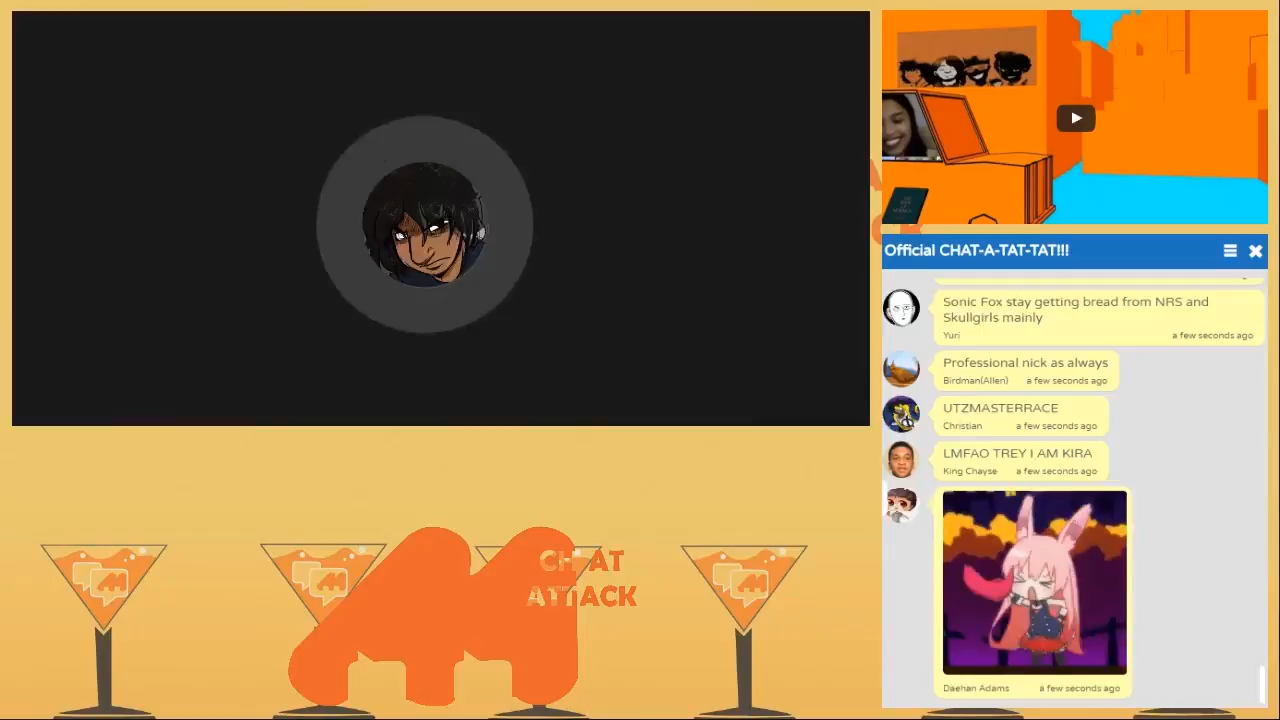 Official CHAT-A-TAT-TAT!!!
Sonic Fox stay getting bread from NRS and
Skullgirls mainly
Yuri a few seconds ago
Professional nick as always
Birdman(Allen) a few seconds ago
UTZMASTERRACE
Christian a few seconds ago
LMFAO TREY I AM KIRA
King Chayse a few seconds ago
Daehan Adams a few seconds ago
CHAT
ATTACK